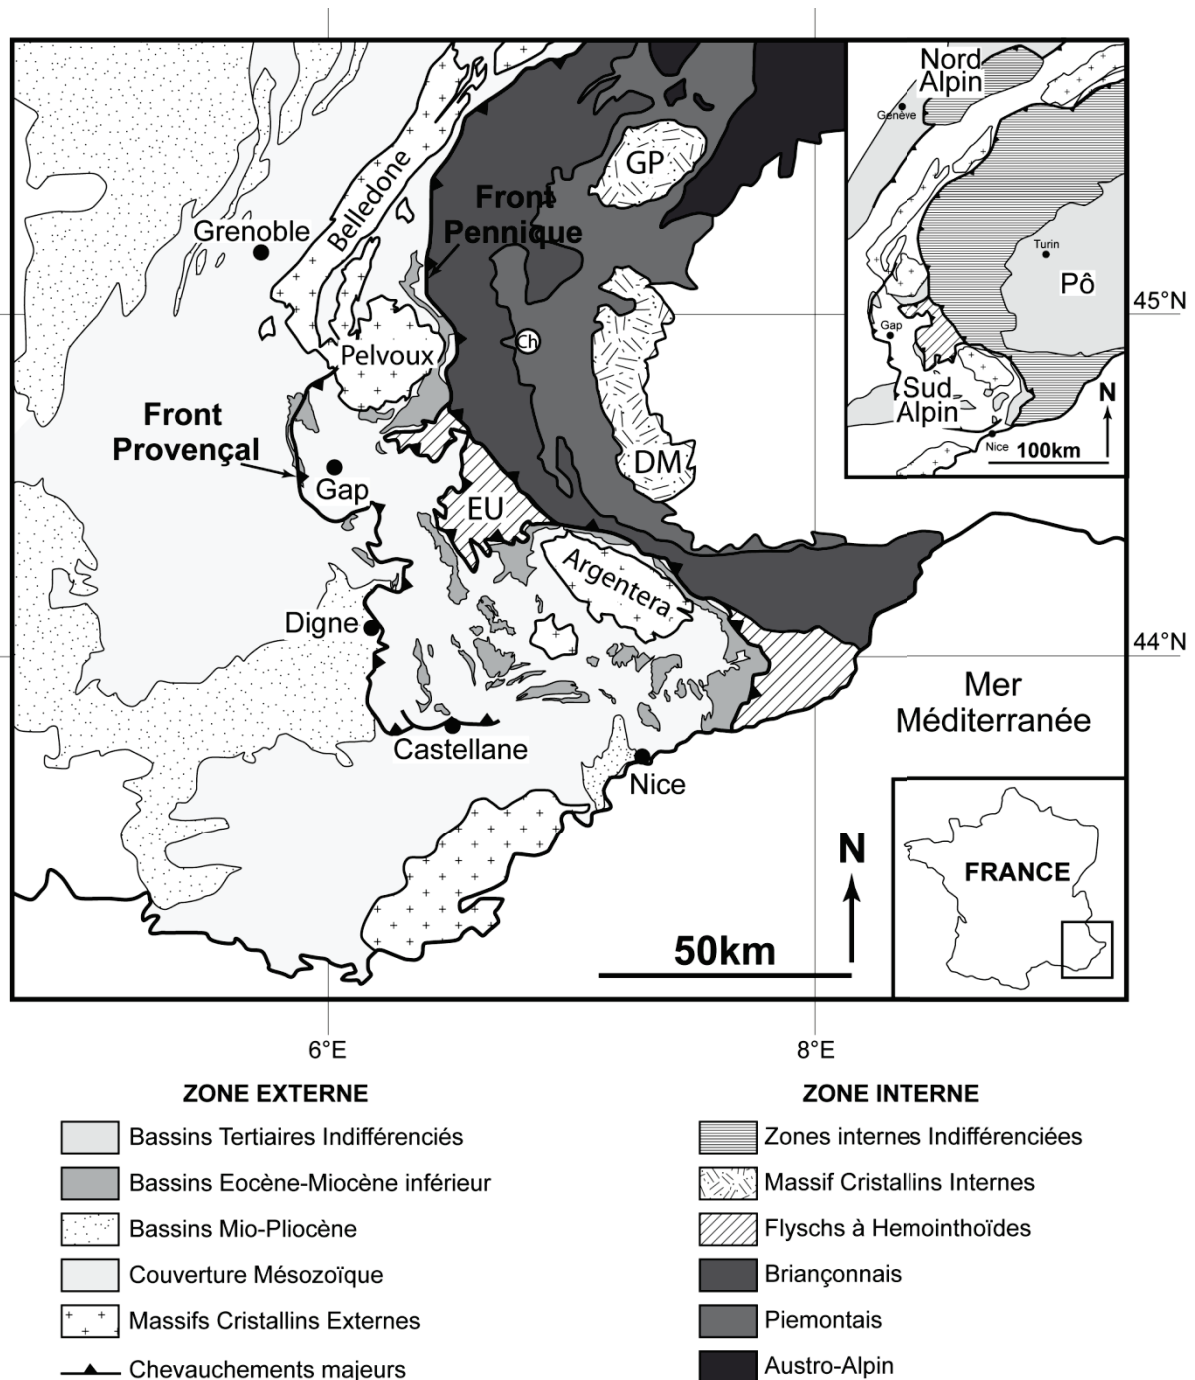 Nord
Alpin
Genève
Turin
Pô
Gap
Sud
Alpin
N
Nice
100km
GP
Belledone
Front
Pennique
Grenoble
45°N
Ch
Pelvoux
Front
Provençal
DM
Gap
EU
Argentera
Digne
44°N
Mer
Méditerranée
Castellane
Nice
N
FRANCE
50km
6°E
8°E
ZONE EXTERNE
Bassins Tertiaires Indifférenciés
Bassins Eocène-Miocène inférieur
Bassins Mio-Pliocène
Couverture Mésozoïque
Massifs Cristallins Externes
Chevauchements majeurs
ZONE INTERNE
Zones internes Indifférenciées
Massif Cristallins Internes
Flyschs à Hemointhoïdes
Briançonnais
Piemontais
Austro-Alpin